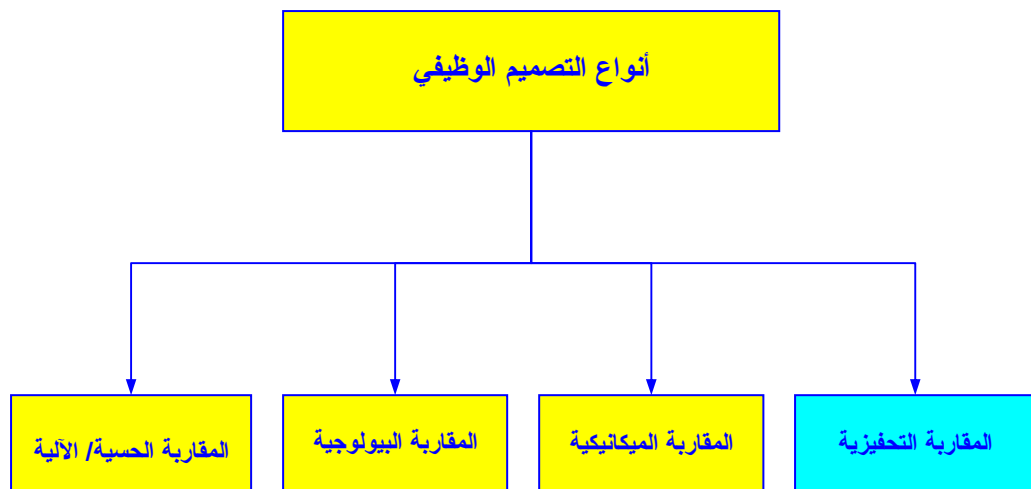 أنواع التصميم الوظيفي
المقاربة التحفيزية
المقاربة الميكانيكية
المقاربة البيولوجية
المقاربة الحسية/ الآلية